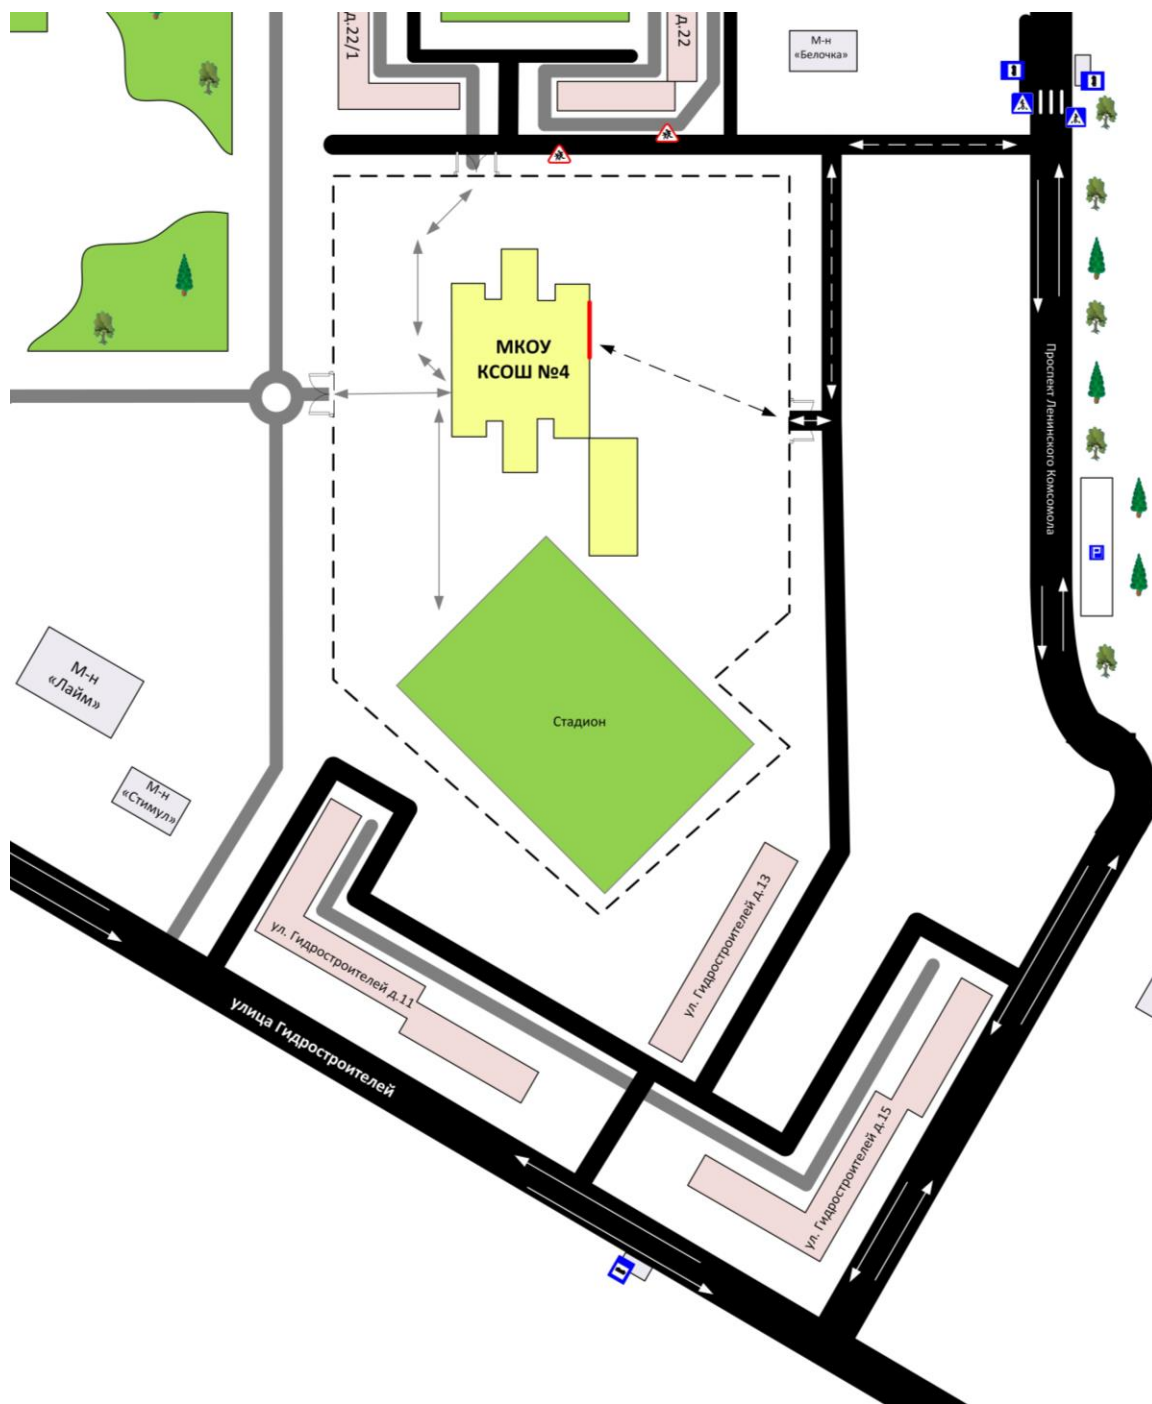 д.22/1
д.22
М-н
«Белочка»
МКОУ
КСОШ №4
Проспект Ленинского Комсомола
P
М-н
«Лайм»
Стадион
М-н
«Стимул»
ул. Гидростроителей д.13
ул. Гидростроителей д.11
улица Гидростроителей
ул. Гидростроителей д.15